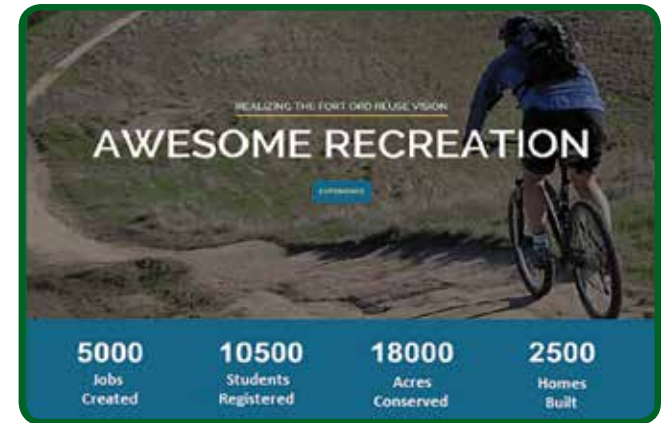 REALIZING THE FORT ORD REUSE VISION
AWESOME RECREATION
EXPERIENCE
5000
Jobs
Created
10500
Students
Registered
18000
Acres
Conserved
2500
Homes
Built